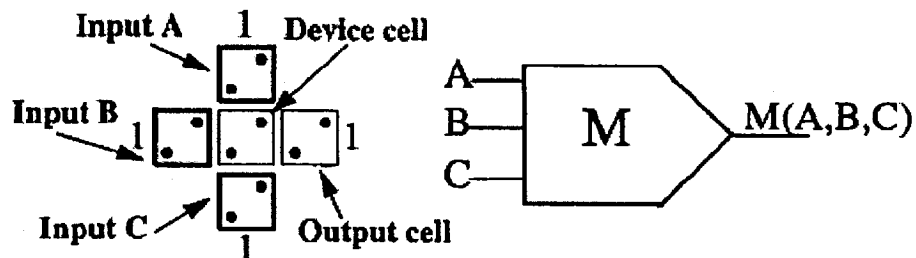 Input A
1
Device cell
Input B
1
1
Input C
1
Output cell
A
B
C
M
M(A,B,C)